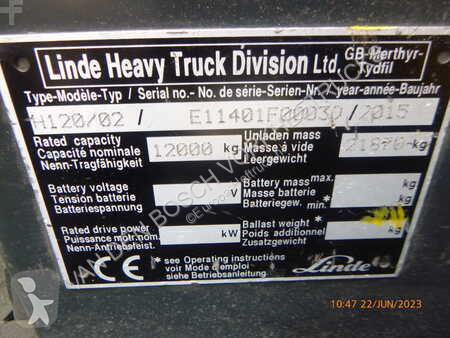 Linde Heavy Truck Division Ltd. GB-Merthyr-Tydfil
Type-Modèle-Typ / Serial no.- No de série-Serien-Nr. / year-année-Baujahr
H120/02 / E11401F00030 / 2015
Rated capacity
Capacité nominale
Nenn-Tragfähigkeit
12000 kg
Unladen mass
Masse à vide
Leergewicht
21870 kg
Battery voltage
Tension batterie
Batteriespannung
V
Battery mass max.
Masse batterie
Batteriegew. min.*
kg
kg
Rated drive power
Puissance mot.nom.
Nenn-Antriebsleist.
kW
Ballast weight *
Poids additionnel
Zusatzgewicht
kg
CE
* see Operating instructions
voir Mode d'emploi
siehe Betriebsanleitung
Linde
10:47 22/JUN/2023